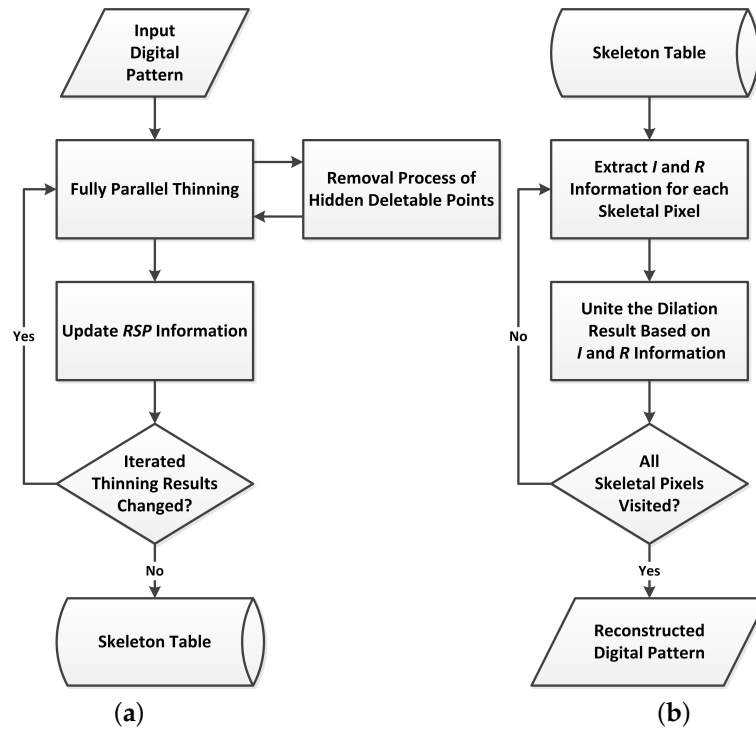 Input
Digital
Pattern
Fully Parallel Thinning
Removal Process of
Hidden Deletable Points
Update RSP Information
Yes
Iterated
Thinning Results
Changed?
No
Skeleton Table
(a)
Skeleton Table
Extract I and R
Information for each
Skeletal Pixel
Unite the Dilation
Result Based on
I and R Information
No
All
Skeletal Pixels
Visited?
Yes
Reconstructed
Digital Pattern
(b)